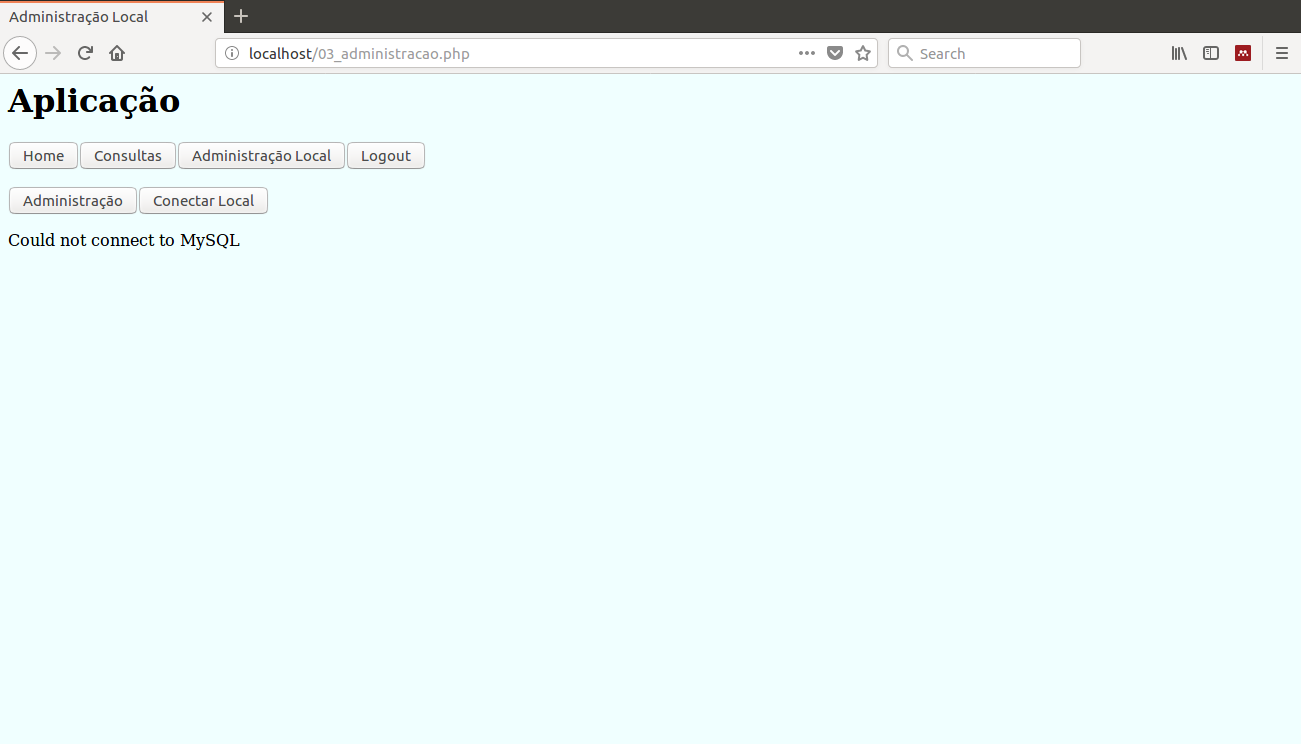 Administração Local
localhost/03_administracao.php
Search
Aplicação
Home Consultas Administração Local Logout
Administração Conectar Local
Could not connect to MySQL